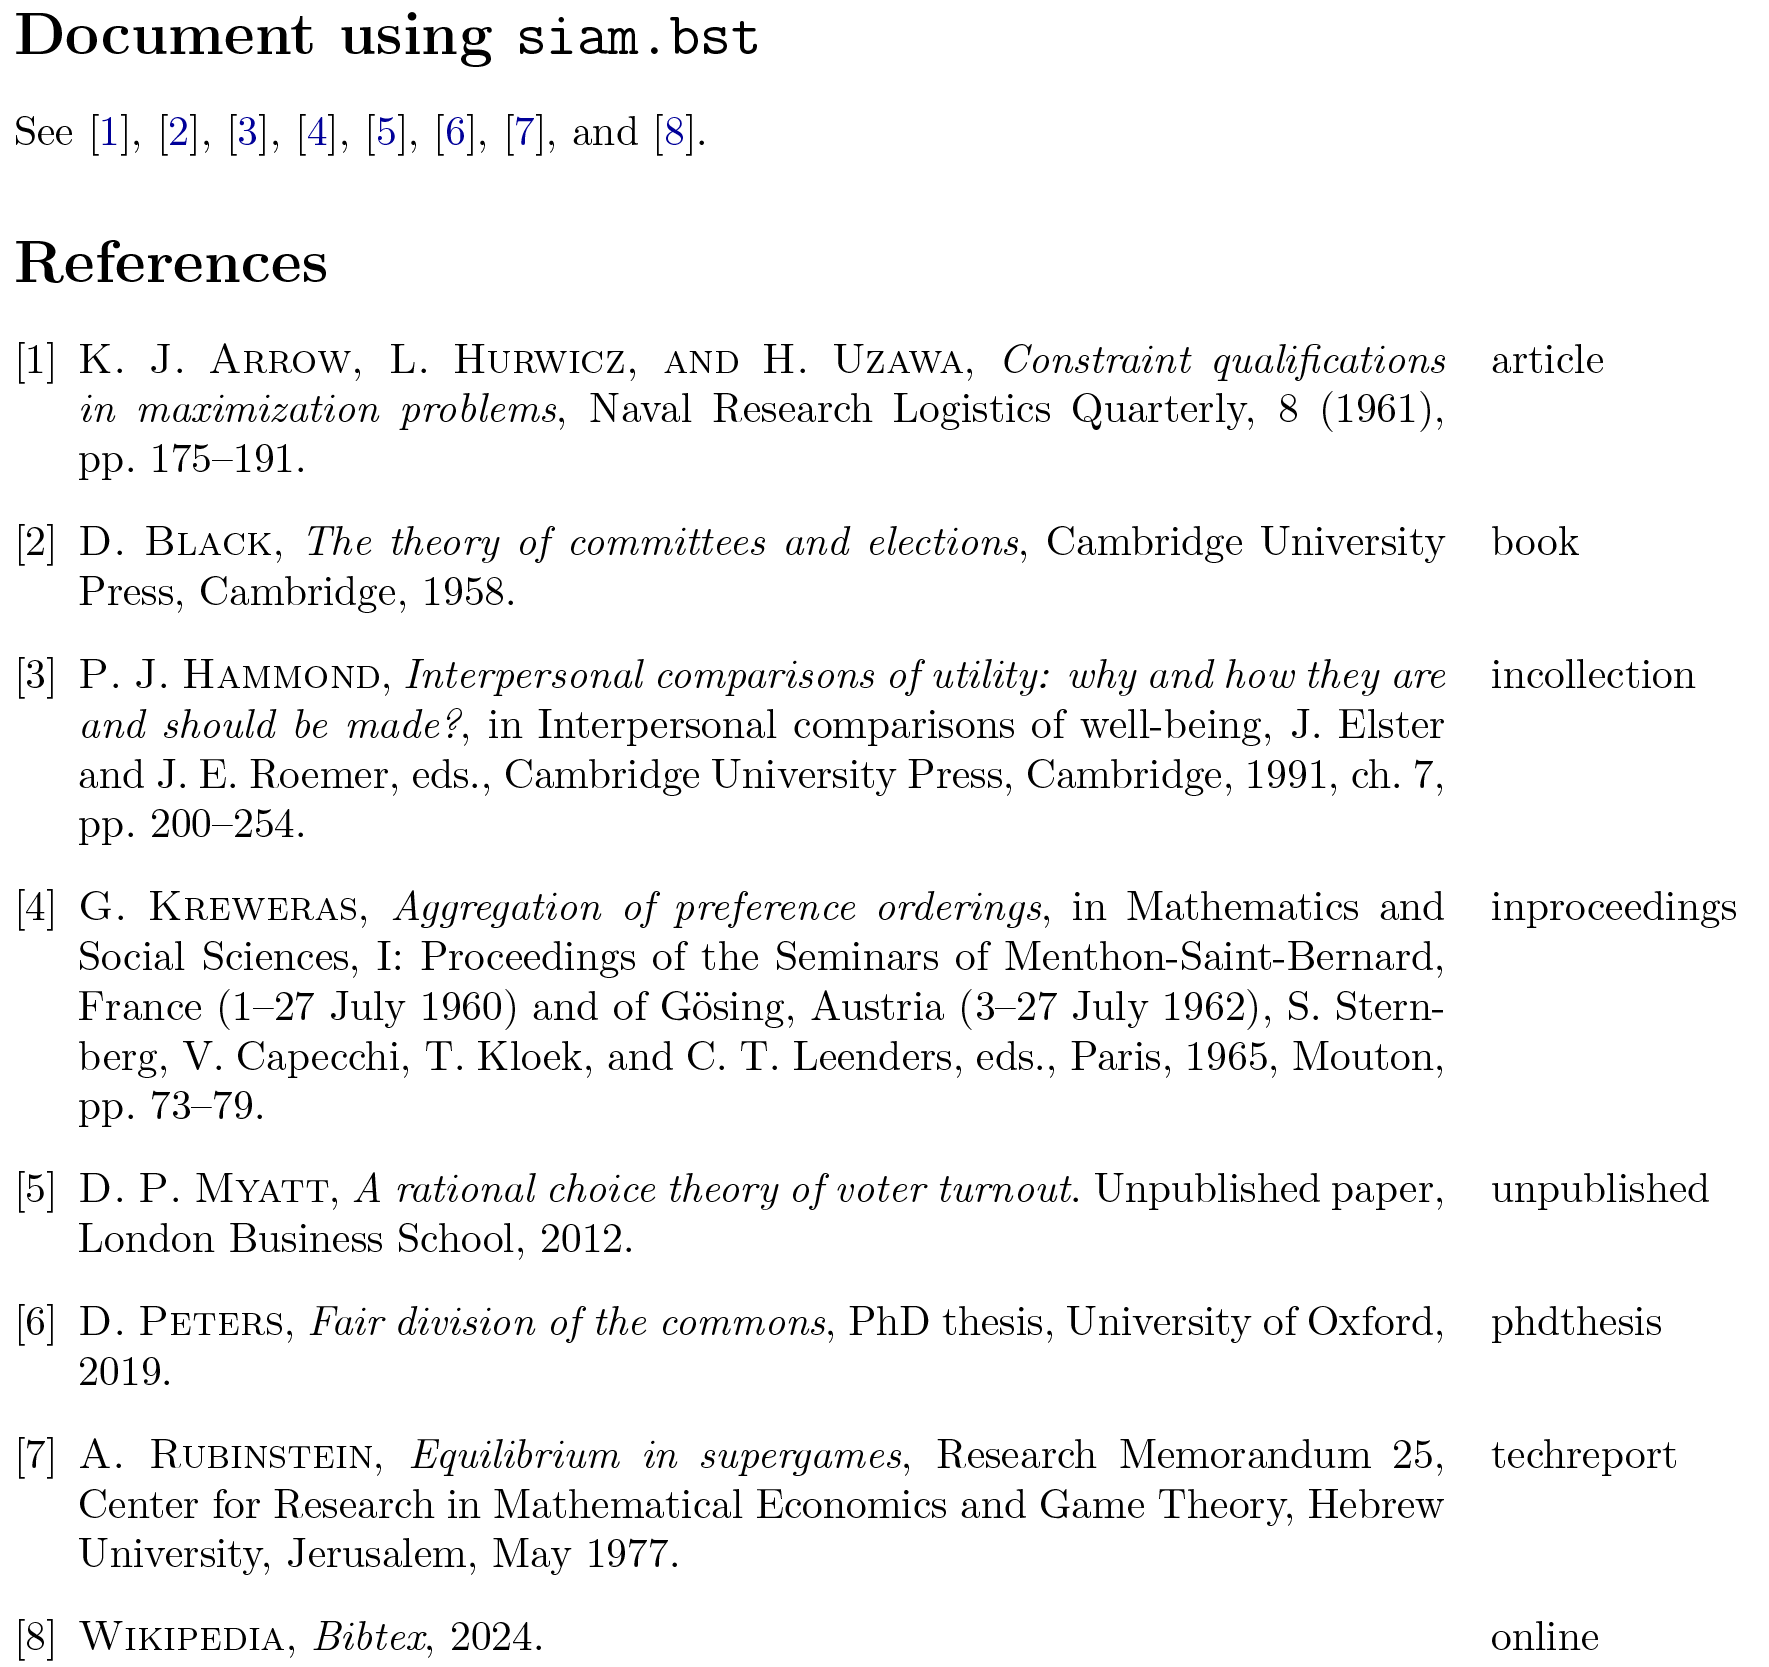 Document using siam.bst
See [1], [2], [3], [4], [5], [6], [7], and [8].
References
[1] K. J. Arrow, L. Hurwicz, and H. Uzawa, Constraint qualifications article
in maximization problems, Naval Research Logistics Quarterly, 8 (1961),
pp. 175–191.
[2] D. Black, The theory of committees and elections, Cambridge University book
Press, Cambridge, 1958.
[3] P. J. Hammond, Interpersonal comparisons of utility: why and how they are incollection
and should be made?, in Interpersonal comparisons of well-being, J. Elster
and J. E. Roemer, eds., Cambridge University Press, Cambridge, 1991, ch. 7,
pp. 200–254.
[4] G. Kreweras, Aggregation of preference orderings, in Mathematics and inproceedings
Social Sciences, I: Proceedings of the Seminars of Menthon-Saint-Bernard,
France (1–27 July 1960) and of Gösing, Austria (3–27 July 1962), S. Stern-
berg, V. Capecchi, T. Kloek, and C. T. Leenders, eds., Paris, 1965, Mouton,
pp. 73–79.
[5] D. P. Myatt, A rational choice theory of voter turnout. Unpublished paper, unpublished
London Business School, 2012.
[6] D. Peters, Fair division of the commons, PhD thesis, University of Oxford, phdthesis
2019.
[7] A. Rubinstein, Equilibrium in supergames, Research Memorandum 25, techreport
Center for Research in Mathematical Economics and Game Theory, Hebrew
University, Jerusalem, May 1977.
[8] Wikipedia, Bibtex, 2024. online